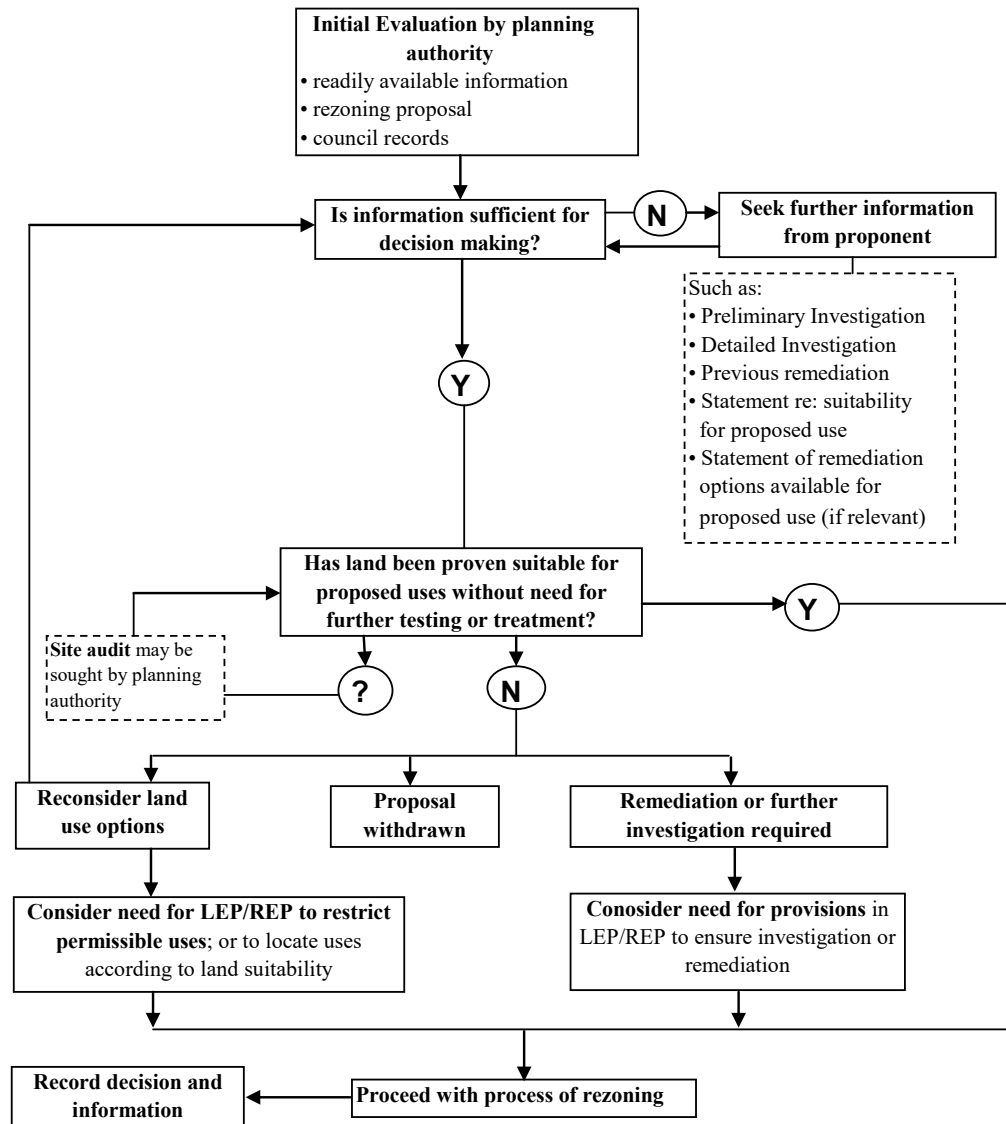 Initial Evaluation by planning
authority
• readily available information
• rezoning proposal
• council records
Is information sufficient for
decision making?
N
Seek further information
from proponent
Such as:
• Preliminary Investigation
• Detailed Investigation
• Previous remediation
• Statement re: suitability
for proposed use
• Statement of remediation
options available for
proposed use (if relevant)
Y
Has land been proven suitable for
proposed uses without need for
further testing or treatment?
Y
Site audit may be
sought by planning
authority
?
N
Reconsider land
use options
Proposal
withdrawn
Remediation or further
investigation required
Consider need for LEP/REP to restrict
permissible uses; or to locate uses
according to land suitability
Conosider need for provisions in
LEP/REP to ensure investigation or
remediation
Record decision and
information
Proceed with process of rezoning